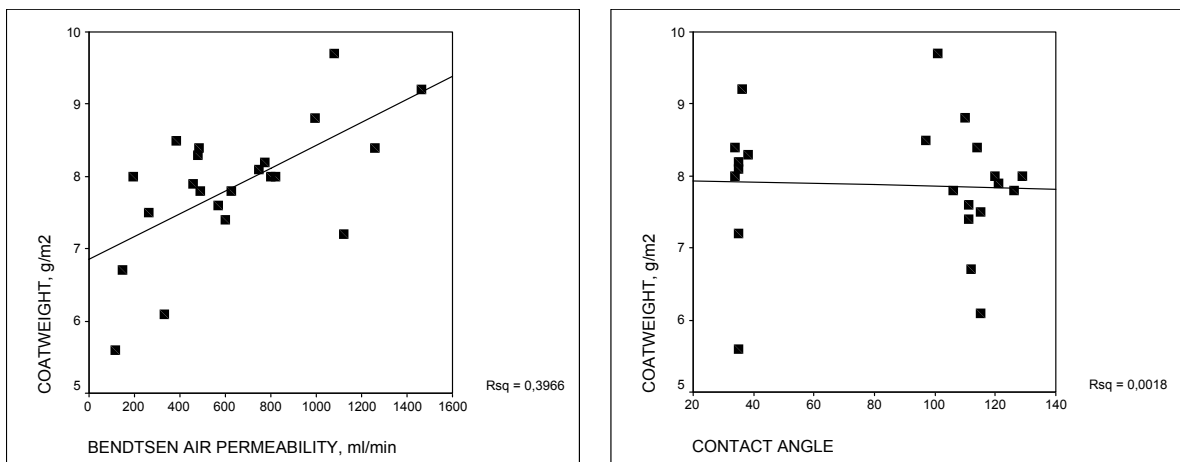 10
9
8
7
6
5
COATWEIGHT, g/m2
0 200 400 600 800 1000 1200 1400 1600
Rsq = 0,3966
BENDTSEN AIR PERMEABILITY, ml/min
10
9
8
7
6
5
COATWEIGHT, g/m2
20 40 60 80 100 120 140
Rsq = 0,0018
CONTACT ANGLE